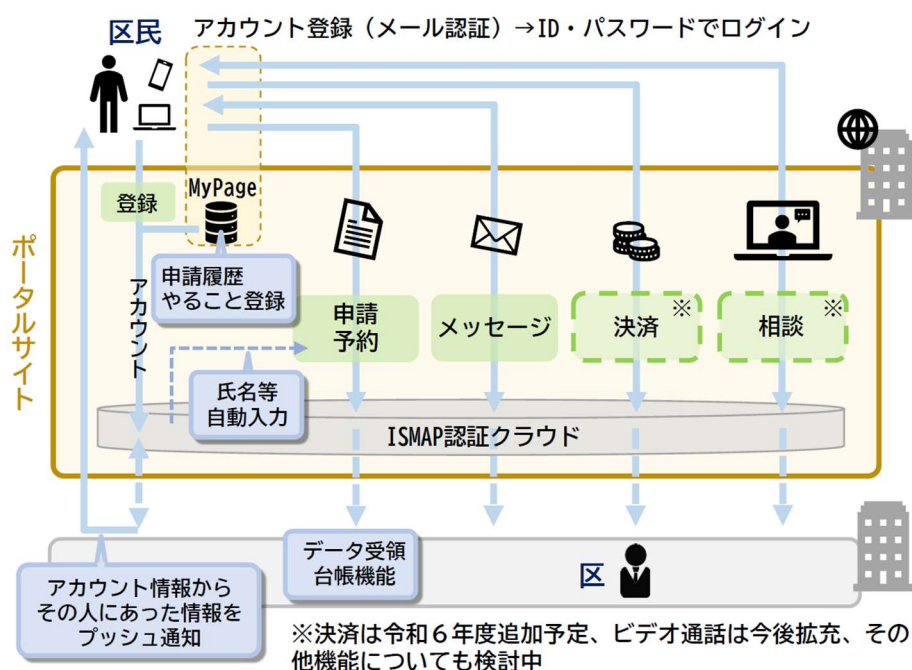 アカウント登録（メール認証）→ID・パスワードでログイン
区民
ポータルサイト
登録
MyPage
申請履歴
やること登録
アカウント
氏名等
自動入力
申請
予約
メッセージ
決済
※
相談
※
ISMAP認証クラウド
データ受領
台帳機能
区
アカウント情報から
その人にあった情報を
プッシュ通知
※決済は令和６年度追加予定、ビデオ通話は今後拡充、その
他機能についても検討中